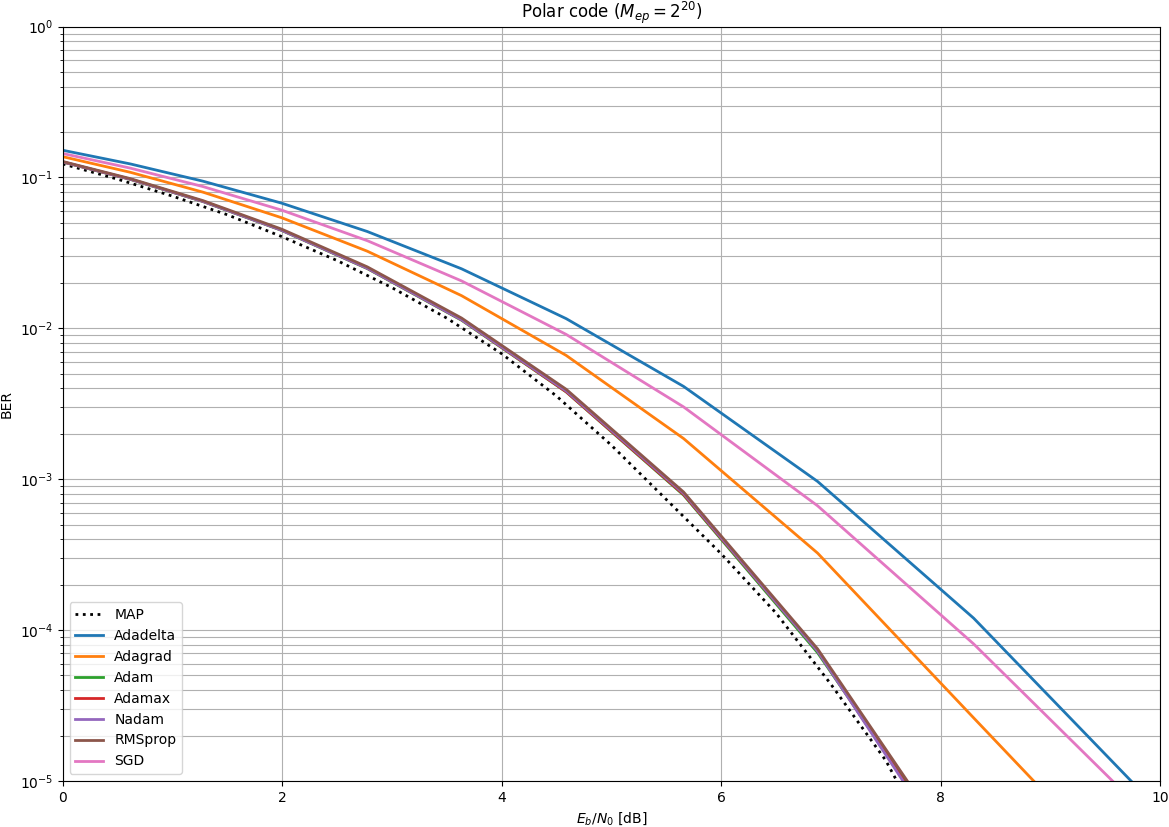 Polar code ($M_{ep} = 2^{20}$)
10^0
10^{-1}
10^{-2}
10^{-3}
10^{-4}
10^{-5}
BER
MAP
Adadelta
Adagrad
Adam
Adamax
Nadam
RMSprop
SGD
0 2 4 6 8 10
$E_b/N_0$ [dB]